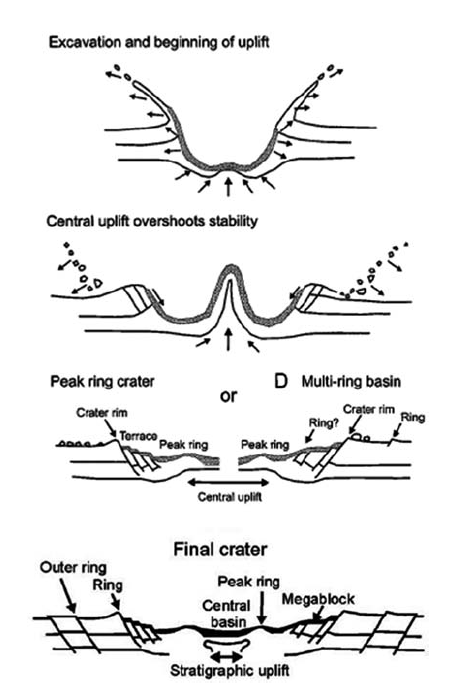 Excavation and beginning of uplift
Central uplift overshoots stability
Peak ring crater
or
D Multi-ring basin
Crater rim
Terrace
Peak ring
Peak ring
Ring?
Crater rim
Ring
Central uplift
Final crater
Outer ring
Ring
Central
basin
Peak ring
Megablock
Stratigraphic uplift